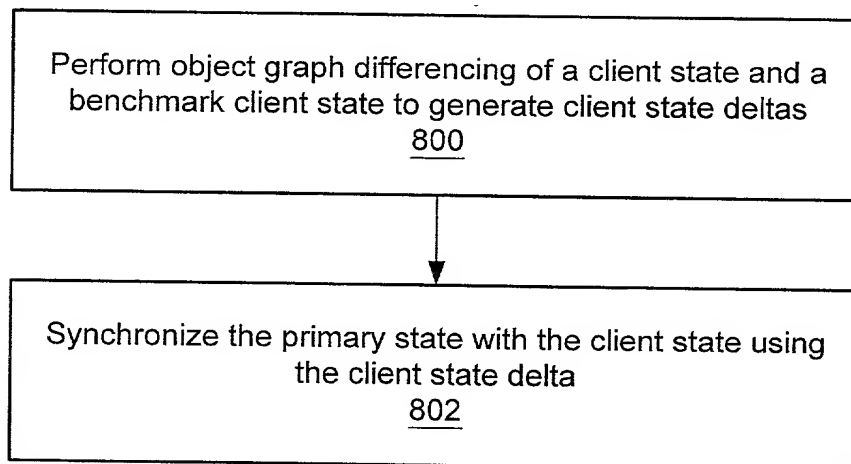 Perform object graph differencing of a client state and a
benchmark client state to generate client state deltas
800
Synchronize the primary state with the client state using
the client state delta
802